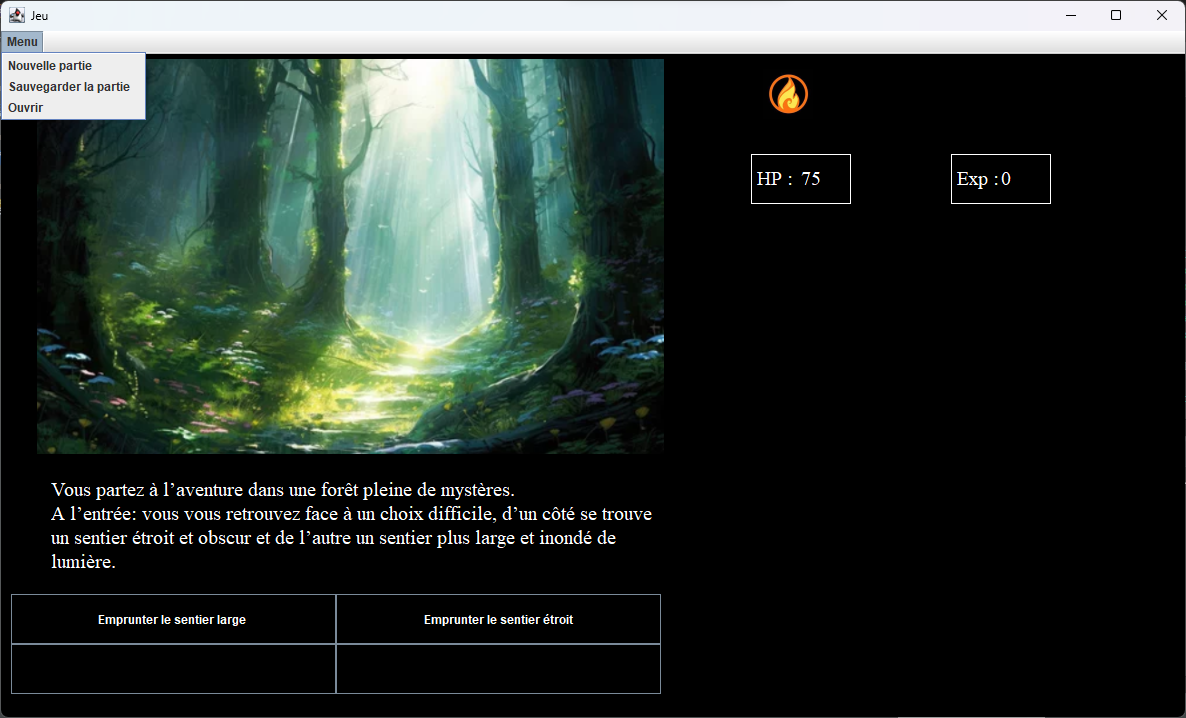 Jeu
Menu
Nouvelle partie
Sauvegarder la partie
Ouvrir
HP : 75
Exp :0
Vous partez à l’aventure dans une forêt pleine de mystères.
A l’entrée: vous vous retrouvez face à un choix difficile, d’un côté se trouve
un sentier étroit et obscur et de l’autre un sentier plus large et inondé de
lumière.
Emprunter le sentier large
Emprunter le sentier étroit